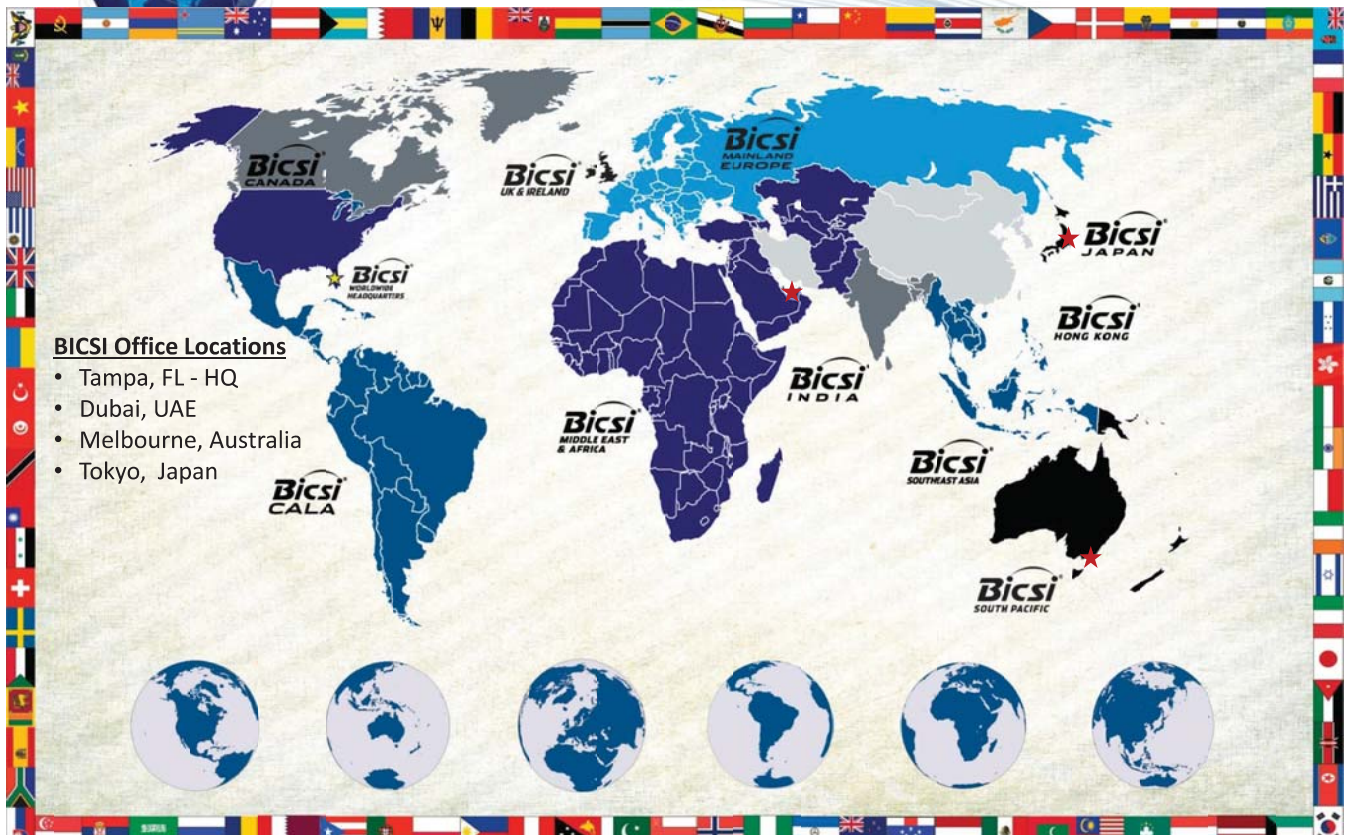 Bicsi
CANADA
Bicsi
UK & IRELAND
Bicsi
MAINLAND
EUROPE
Bicsi
JAPAN
Bicsi
WORLDWIDE
HEADQUARTERS
Bicsi
HONG KONG
BICSI Office Locations
• Tampa, FL - HQ
• Dubai, UAE
• Melbourne, Australia
• Tokyo, Japan
Bicsi
INDIA
Bicsi
MIDDLE EAST
& AFRICA
Bicsi
SOUTHEAST ASIA
Bicsi
CALA
Bicsi
SOUTH PACIFIC